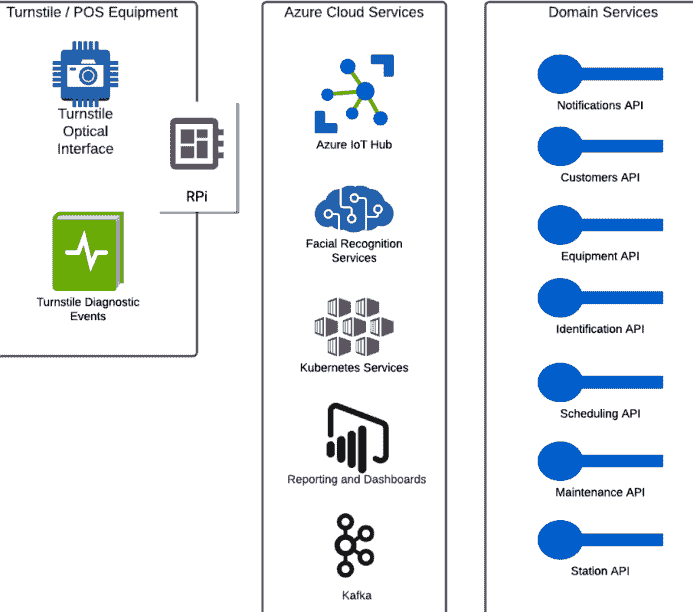 Turnstile / POS Equipment
Turnstile
Optical
Interface
RPi
Turnstile Diagnostic
Events
Azure Cloud Services
Azure IoT Hub
Facial Recognition
Services
Kubernetes Services
Reporting and Dashboards
Kafka
Domain Services
Notifications API
Customers API
Equipment API
Identification API
Scheduling API
Maintenance API
Station API